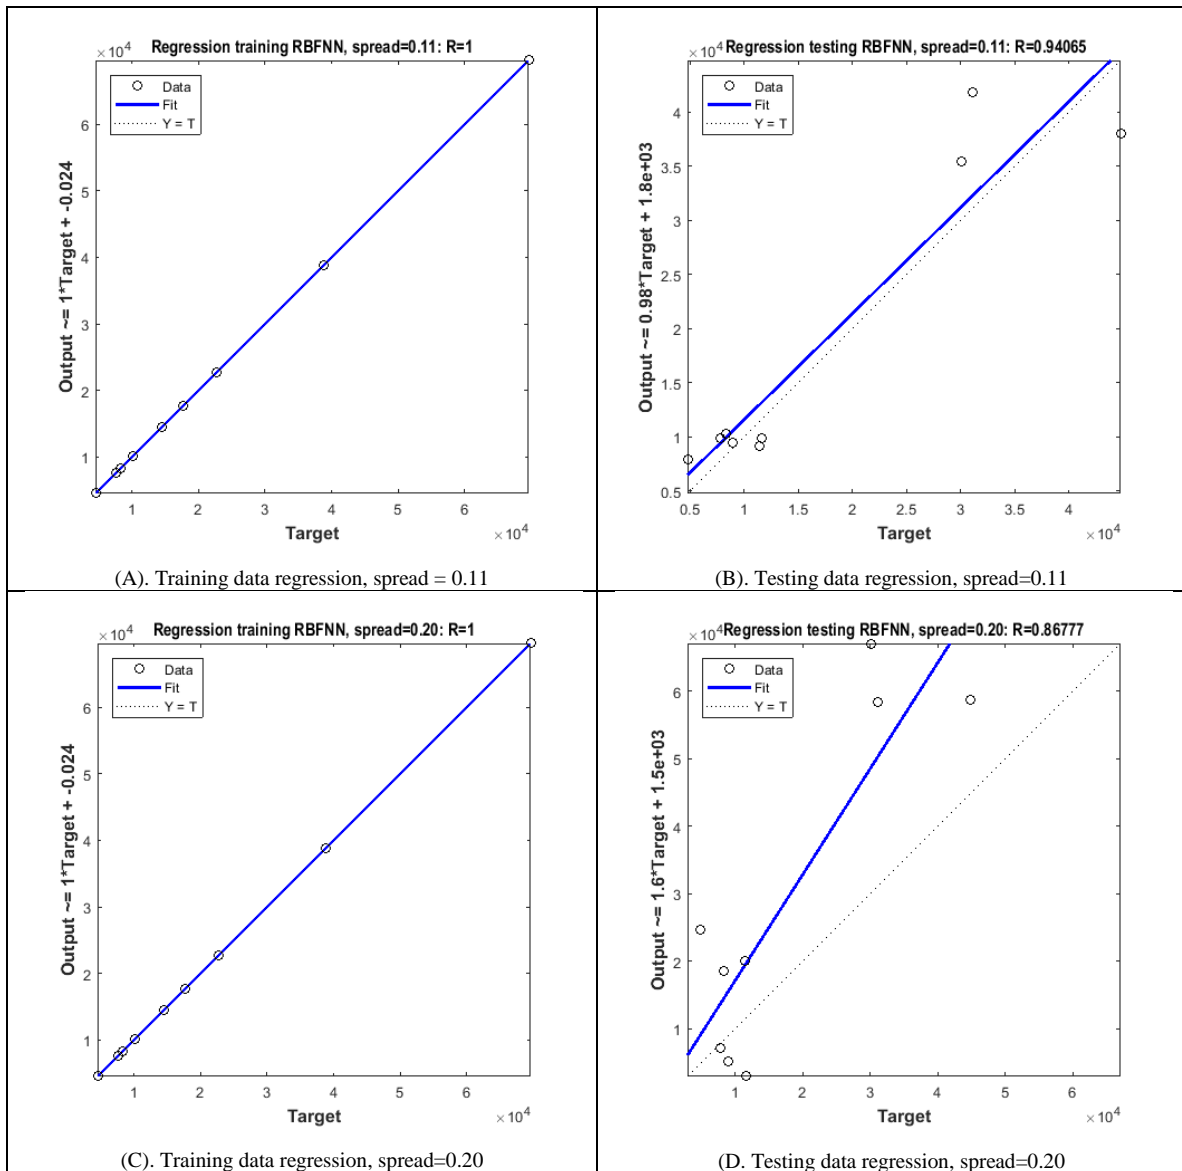 ×10^4
Regression training RBFNN, spread=0.11: R=1
Data
Fit
Y = T
Output ~= 1*Target + -0.024
6
5
4
3
2
1
1 2 3 4 5 6
Target
×10^4
(A). Training data regression, spread = 0.11
×10^4
Regression testing RBFNN, spread=0.11: R=0.94065
Data
Fit
Y = T
Output ~= 0.98*Target + 1.8e+03
4
3.5
3
2.5
2
1.5
1
0.5
0.5 1 1.5 2 2.5 3 3.5 4
Target
×10^4
(B). Testing data regression, spread=0.11
×10^4
Regression training RBFNN, spread=0.20: R=1
Data
Fit
Y = T
Output ~= 1*Target + -0.024
6
5
4
3
2
1
1 2 3 4 5 6
Target
×10^4
(C). Training data regression, spread=0.20
×10^4
Regression testing RBFNN, spread=0.20: R=0.86777
Data
Fit
Y = T
Output ~= 1.6*Target + 1.5e+03
6
5
4
3
2
1
1 2 3 4 5 6
Target
×10^4
(D. Testing data regression, spread=0.20